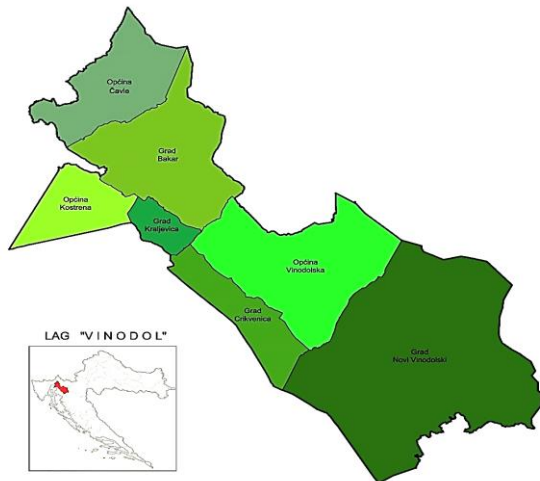 Općina
Čavle
Grad
Bakar
Općina
Kostrena
Grad
Kraljevica
Općina
Vinodolska
Grad
Crikvenica
Grad
Novi Vinodolski
LAG "VINODOL"